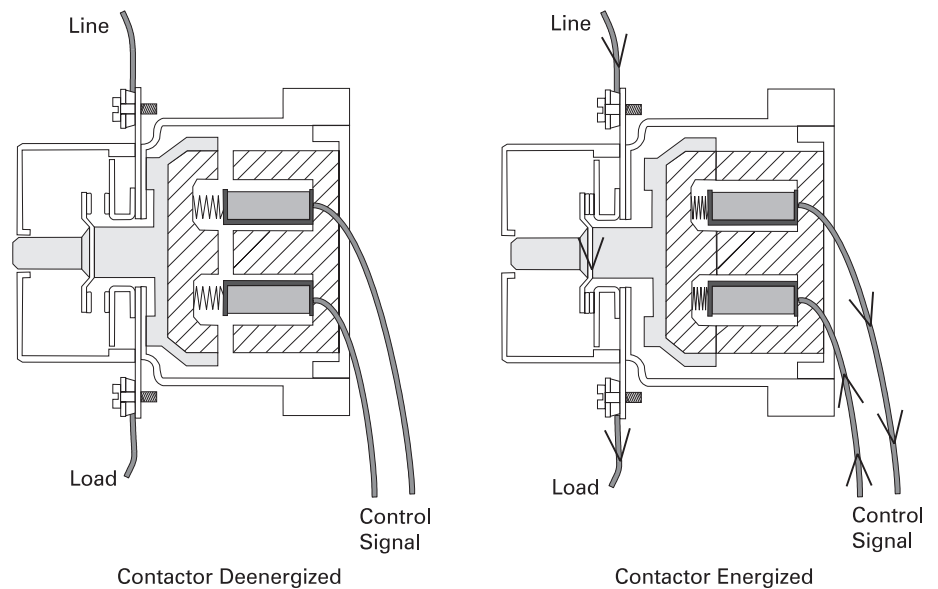 Line
Load
Control
Signal
Contactor Deenergized
Line
Load
Control
Signal
Contactor Energized